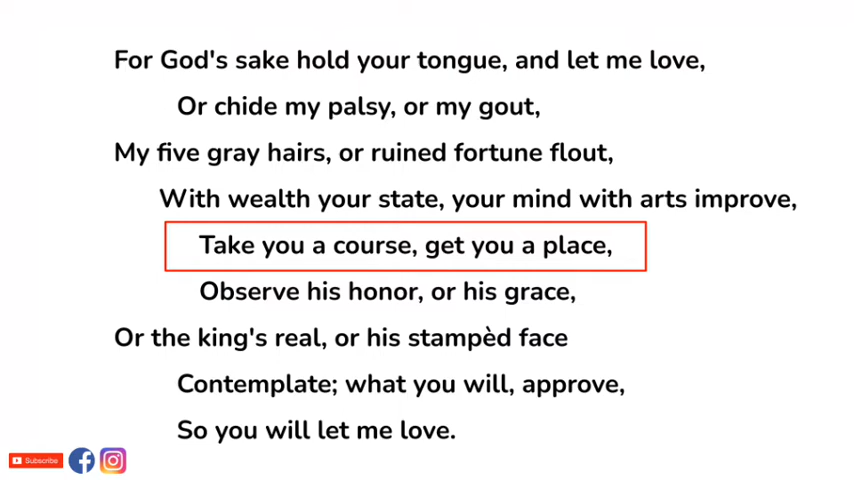 For God's sake hold your tongue, and let me love,
Or chide my palsy, or my gout,
My five gray hairs, or ruined fortune flout,
With wealth your state, your mind with arts improve,
Take you a course, get you a place,
Observe his honor, or his grace,
Or the king's real, or his stampèd face
Contemplate; what you will, approve,
So you will let me love.
Subscribe